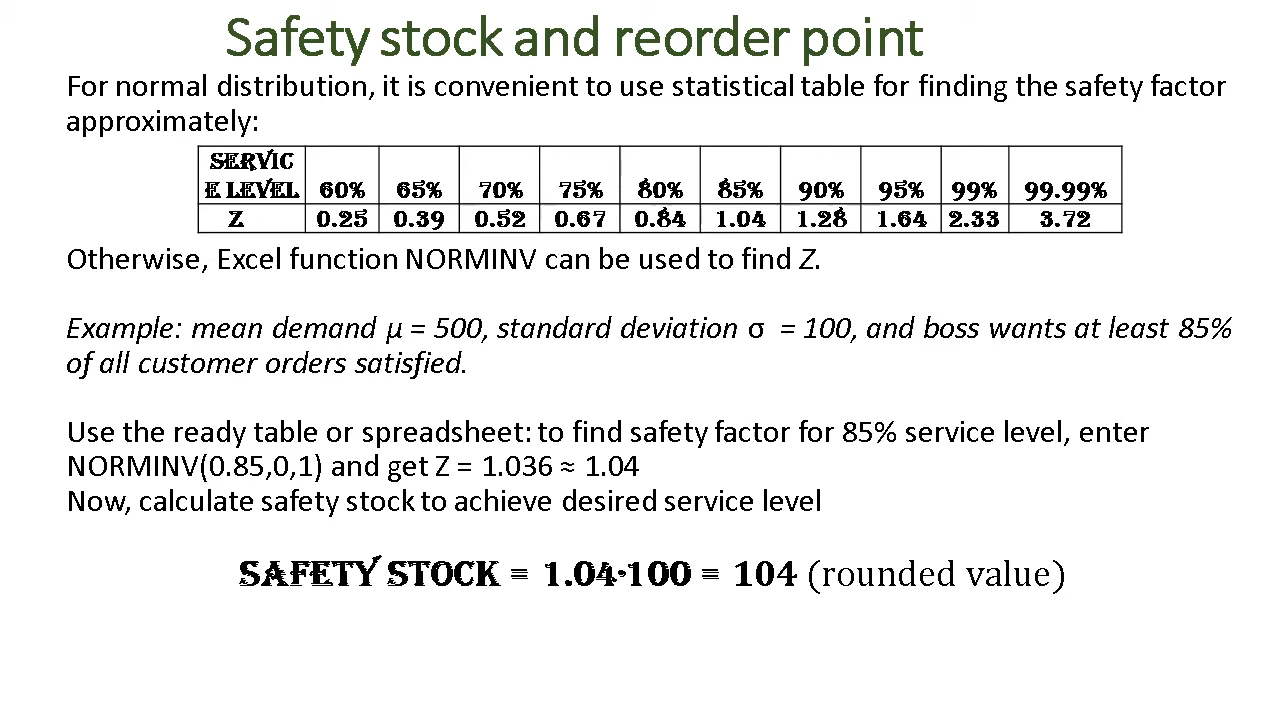 Safety stock and reorder point
For normal distribution, it is convenient to use statistical table for finding the safety factor
approximately:
SERVIC
E LEVEL 60% 65% 70% 75% 80% 85% 90% 95% 99% 99.99%
Z 0.25 0.39 0.52 0.67 0.84 1.04 1.28 1.64 2.33 3.72
Otherwise, Excel function NORMINV can be used to find Z.
Example: mean demand μ = 500, standard deviation σ = 100, and boss wants at least 85%
of all customer orders satisfied.
Use the ready table or spreadsheet: to find safety factor for 85% service level, enter
NORMINV(0.85,0,1) and get Z = 1.036 ≈ 1.04
Now, calculate safety stock to achieve desired service level
SAFETY STOCK = 1.04·100 = 104 (rounded value)